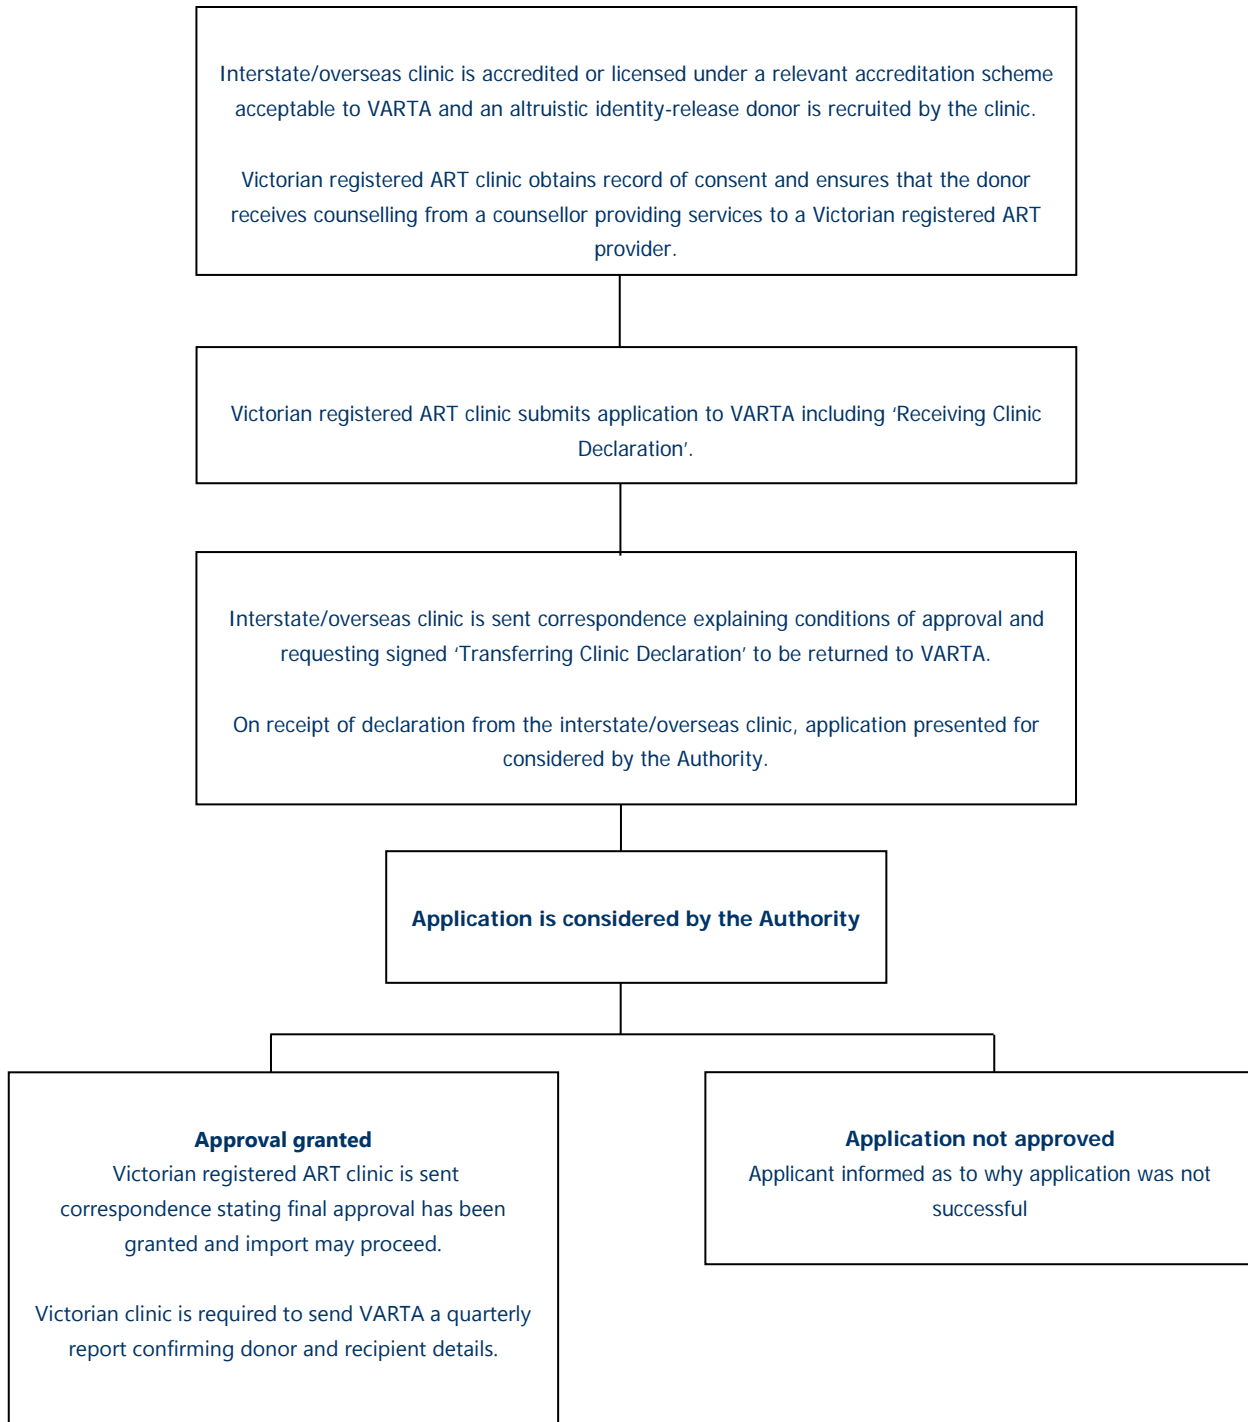 Interstate/overseas clinic is accredited or licensed under a relevant accreditation scheme
acceptable to VARTA and an altruistic identity-release donor is recruited by the clinic.
Victorian registered ART clinic obtains record of consent and ensures that the donor
receives counselling from a counsellor providing services to a Victorian registered ART
provider.
Victorian registered ART clinic submits application to VARTA including ‘Receiving Clinic
Declaration’.
Interstate/overseas clinic is sent correspondence explaining conditions of approval and
requesting signed ‘Transferring Clinic Declaration’ to be returned to VARTA.
On receipt of declaration from the interstate/overseas clinic, application presented for
considered by the Authority.
Application is considered by the Authority
Approval granted
Victorian registered ART clinic is sent
correspondence stating final approval has been
granted and import may proceed.
Victorian clinic is required to send VARTA a quarterly
report confirming donor and recipient details.
Application not approved
Applicant informed as to why application was not
successful